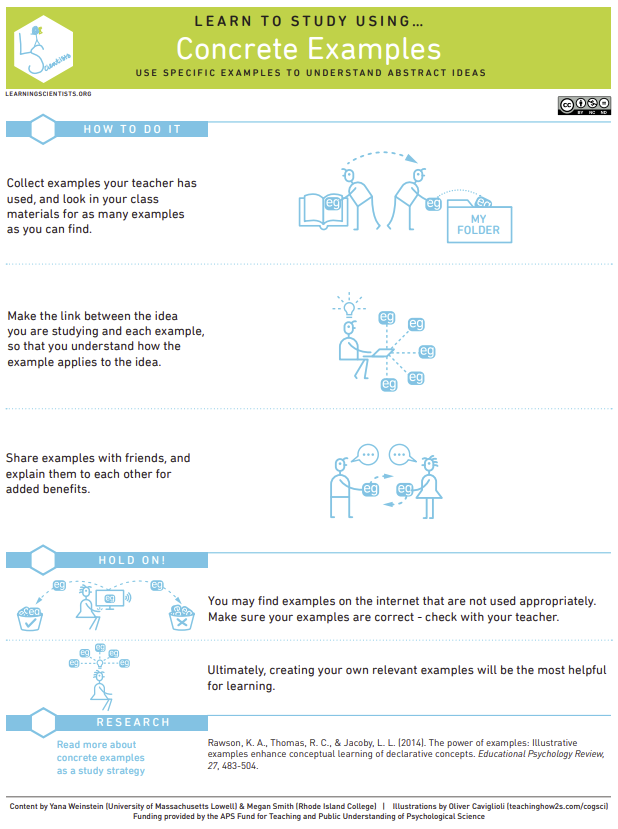 LEARN TO STUDY USING...
Concrete Examples
USE SPECIFIC EXAMPLES TO UNDERSTAND ABSTRACT IDEAS
LS
Scientists
LEARNINGSCIENTISTS.ORG
cc
BY NC ND
HOW TO DO IT
Collect examples your teacher has
used, and look in your class
materials for as many examples
as you can find.
eg
eg
eg
MY
FOLDER
Make the link between the idea
you are studying and each example,
so that you understand how the
example applies to the idea.
eg
eg
eg
eg
eg
Share examples with friends, and
explain them to each other for
added benefits.
eg
eg
HOLD ON!
eg
eg
eg
eg
You may find examples on the internet that are not used appropriately.
Make sure your examples are correct - check with your teacher.
eg
eg
eg
eg
eg
Ultimately, creating your own relevant examples will be the most helpful
for learning.
RESEARCH
Read more about
concrete examples
as a study strategy
Rawson, K. A., Thomas, R. C., & Jacoby, L. L. (2014). The power of examples: Illustrative
examples enhance conceptual learning of declarative concepts. Educational Psychology Review,
27, 483-504.
Content by Yana Weinstein (University of Massachusetts Lowell) & Megan Smith (Rhode Island College) | Illustrations by Oliver Caviglioli (teachinghow2s.com/cogsci)
Funding provided by the APS Fund for Teaching and Public Understanding of Psychological Science